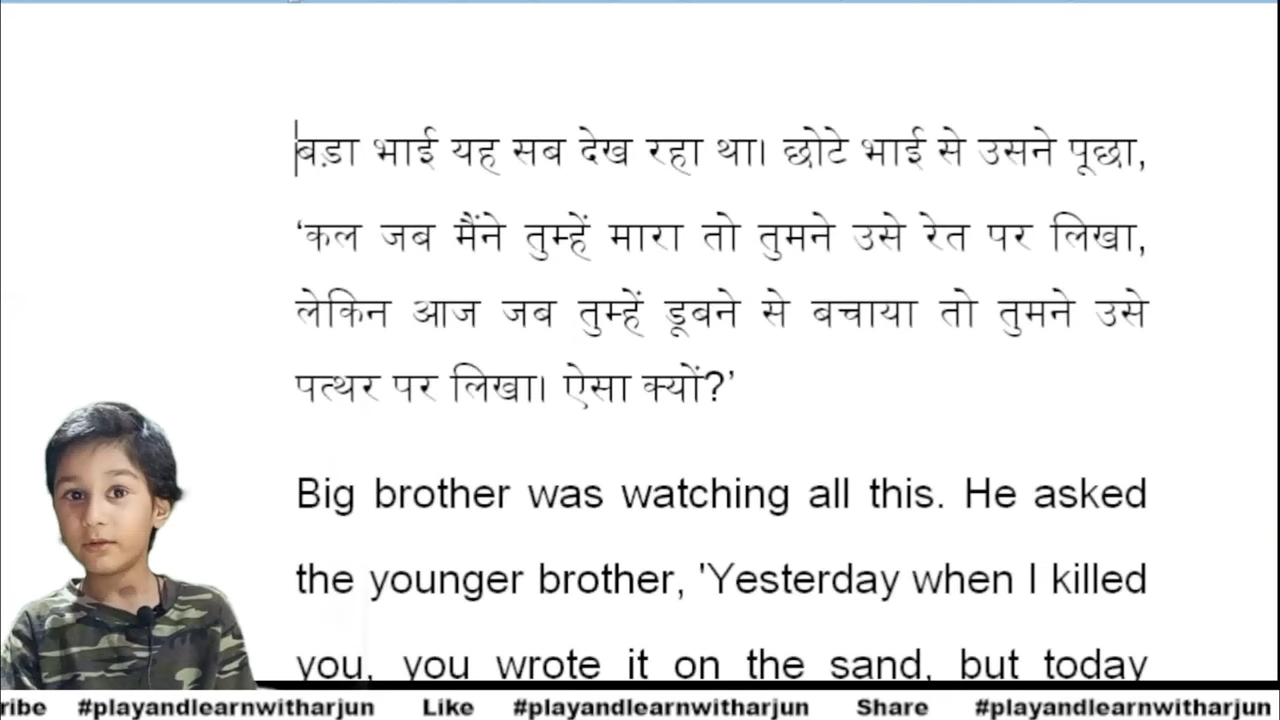 बड़ा भाई यह सब देख रहा था। छोटे भाई से उसने पूछा,
‘कल जब मैंने तुम्हें मारा तो तुमने उसे रेत पर लिखा,
लेकिन आज जब तुम्हें डूबने से बचाया तो तुमने उसे
पत्थर पर लिखा। ऐसा क्यों?’
Big brother was watching all this. He asked
the younger brother, 'Yesterday when I killed
you, you wrote it on the sand, but today
ribe #playandlearnwitharjun Like #playandlearnwitharjun Share #playandlearnwitharjun